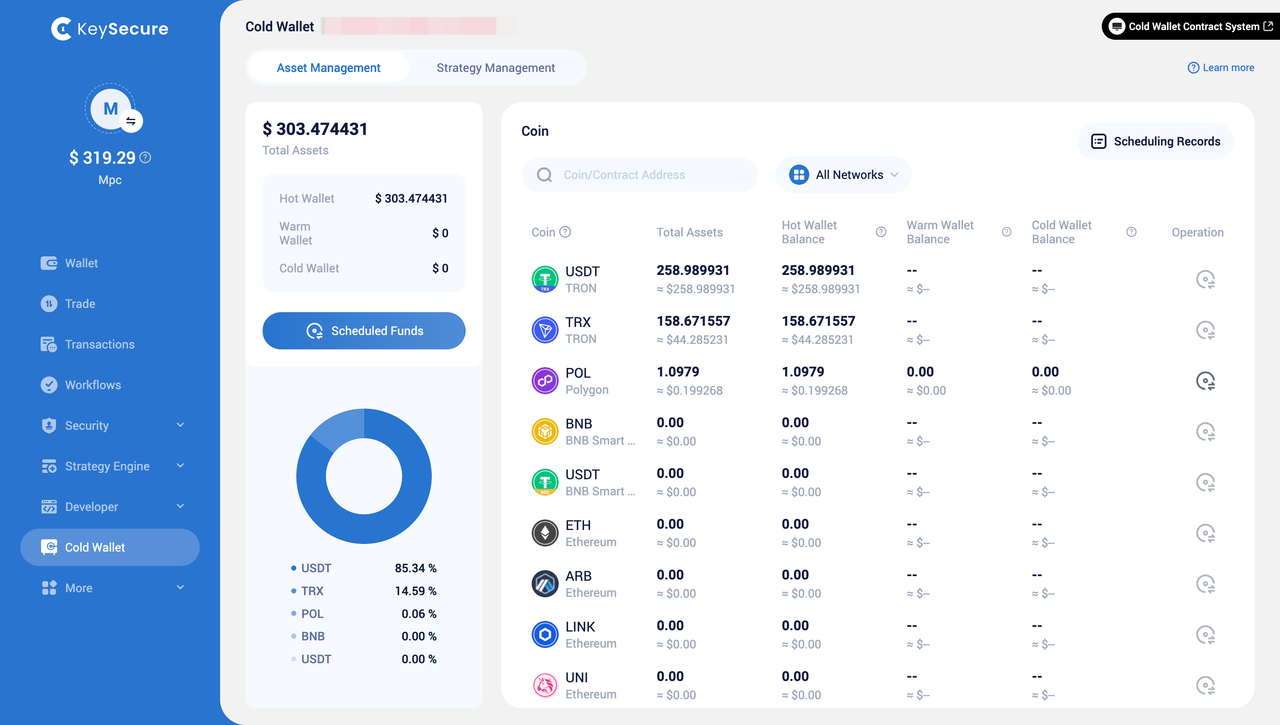 KeySecure
M
$ 319.29
Mpc
Wallet
Trade
Transactions
Workflows
Security
Strategy Engine
Developer
Cold Wallet
More
Cold Wallet
Cold Wallet Contract System
Asset Management
Strategy Management
Learn more
$ 303.474431
Total Assets
Hot Wallet $ 303.474431
Warm
Wallet $ 0
Cold Wallet $ 0
Scheduled Funds
USDT 85.34 %
TRX 14.59 %
POL 0.06 %
BNB 0.00 %
USDT 0.00 %
Coin
Scheduling Records
Coin/Contract Address
All Networks
Coin Total Assets Hot Wallet Balance Warm Wallet Balance Cold Wallet Balance Operation
USDT 258.989931 258.989931 -- --
TRON ≈ $258.989931 ≈ $258.989931 ≈ $-- ≈ $--
TRX 158.671557 158.671557 -- --
TRON ≈ $44.285231 ≈ $44.285231 ≈ $-- ≈ $--
POL 1.0979 1.0979 0.00 0.00
Polygon ≈ $0.199268 ≈ $0.199268 ≈ $0.00 ≈ $0.00
BNB 0.00 0.00 -- --
BNB Smart ... ≈ $0.00 ≈ $0.00 ≈ $-- ≈ $--
USDT 0.00 0.00 -- --
BNB Smart ... ≈ $0.00 ≈ $0.00 ≈ $-- ≈ $--
ETH 0.00 0.00 -- --
Ethereum ≈ $0.00 ≈ $0.00 ≈ $-- ≈ $--
ARB 0.00 0.00 -- --
Ethereum ≈ $0.00 ≈ $0.00 ≈ $-- ≈ $--
LINK 0.00 0.00 -- --
Ethereum ≈ $0.00 ≈ $0.00 ≈ $-- ≈ $--
UNI 0.00 0.00 -- --
Ethereum ≈ $0.00 ≈ $0.00 ≈ $-- ≈ $--